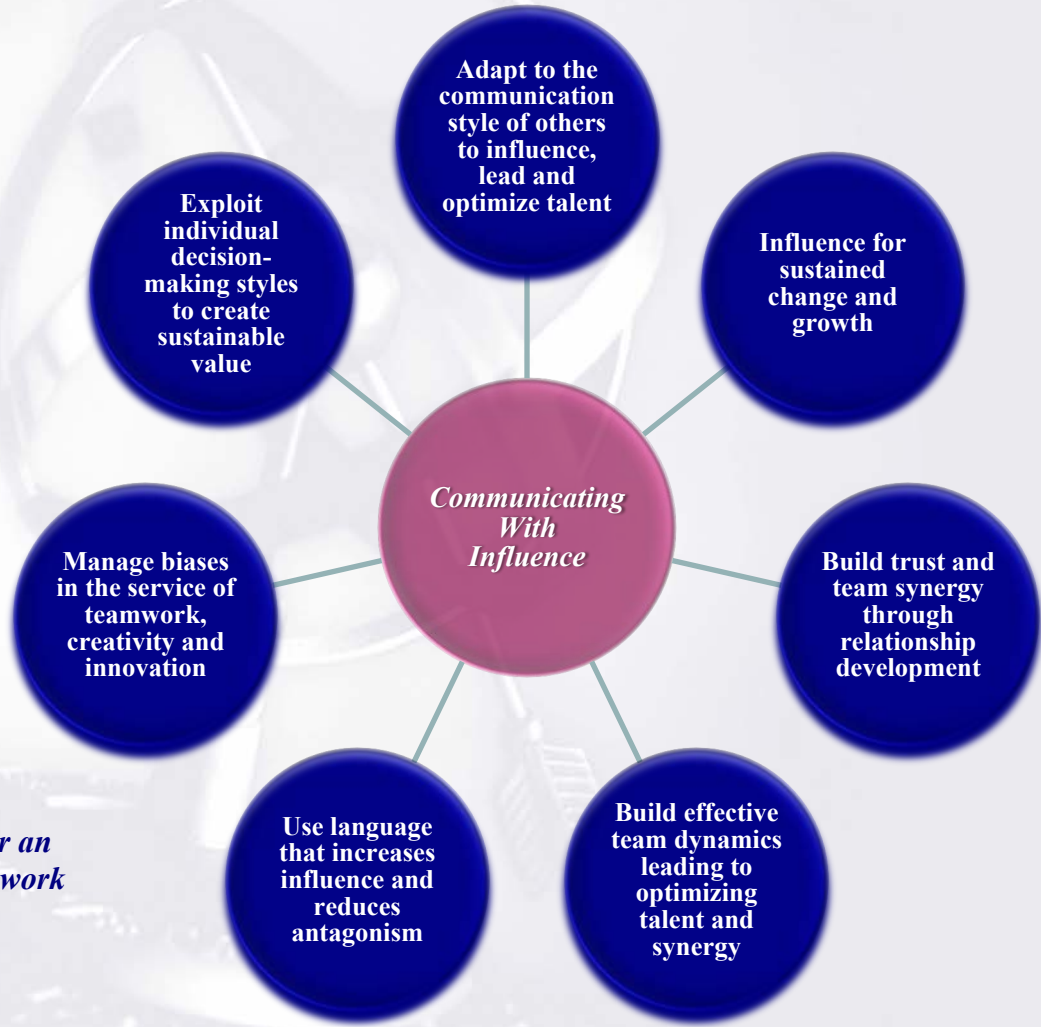 Adapt to the
communication
style of others
to influence,
lead and
optimize talent
Influence for
sustained
change and
growth
Build trust and
team synergy
through
relationship
development
Build effective
team dynamics
leading to
optimizing
talent and
synergy
Use language
that increases
influence and
reduces
antagonism
Manage biases
in the service of
teamwork,
creativity and
innovation
Exploit
individual
decision-
making styles
to create
sustainable
value
Communicating
With
Influence
an
work